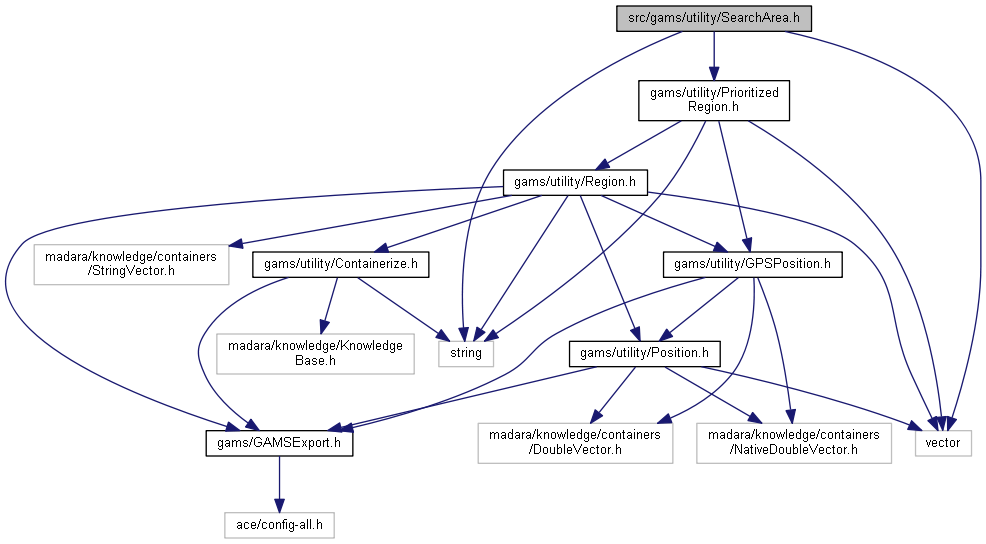 src/gams/utility/SearchArea.h
gams/utility/Prioritized
Region.h
gams/utility/Region.h
madara/knowledge/containers
/StringVector.h
gams/utility/Containerize.h
gams/utility/GPSPosition.h
madara/knowledge/Knowledge
Base.h
string
gams/utility/Position.h
gams/GAMSExport.h
madara/knowledge/containers
/DoubleVector.h
madara/knowledge/containers
/NativeDoubleVector.h
vector
ace/config-all.h